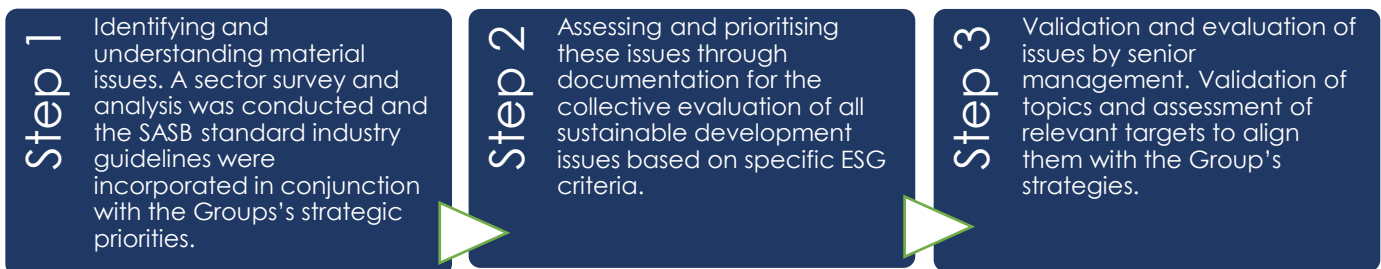 Step 1
Identifying and
understanding material
issues. A sector survey and
analysis was conducted and
the SASB standard industry
guidelines were
incorporated in conjunction
with the Groups's strategic
priorities.
Step 2
Assessing and prioritising
these issues through
documentation for the
collective evaluation of all
sustainable development
issues based on specific ESG
criteria.
Step 3
Validation and evaluation of
issues by senior
management. Validation of
topics and assessment of
relevant targets to align
them with the Group's
strategies.